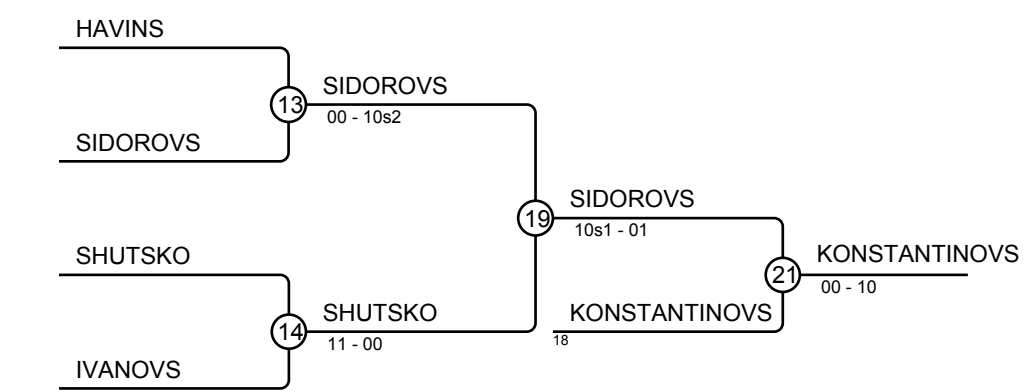 HAVINS
SIDOROVS
13
00 - 10s2
SIDOROVS
SIDOROVS
19
10s1 - 01
SHUTSKO
KONSTANTINOVS
21
00 - 10
SHUTSKO
KONSTANTINOVS
14
11 - 00
18
IVANOVS